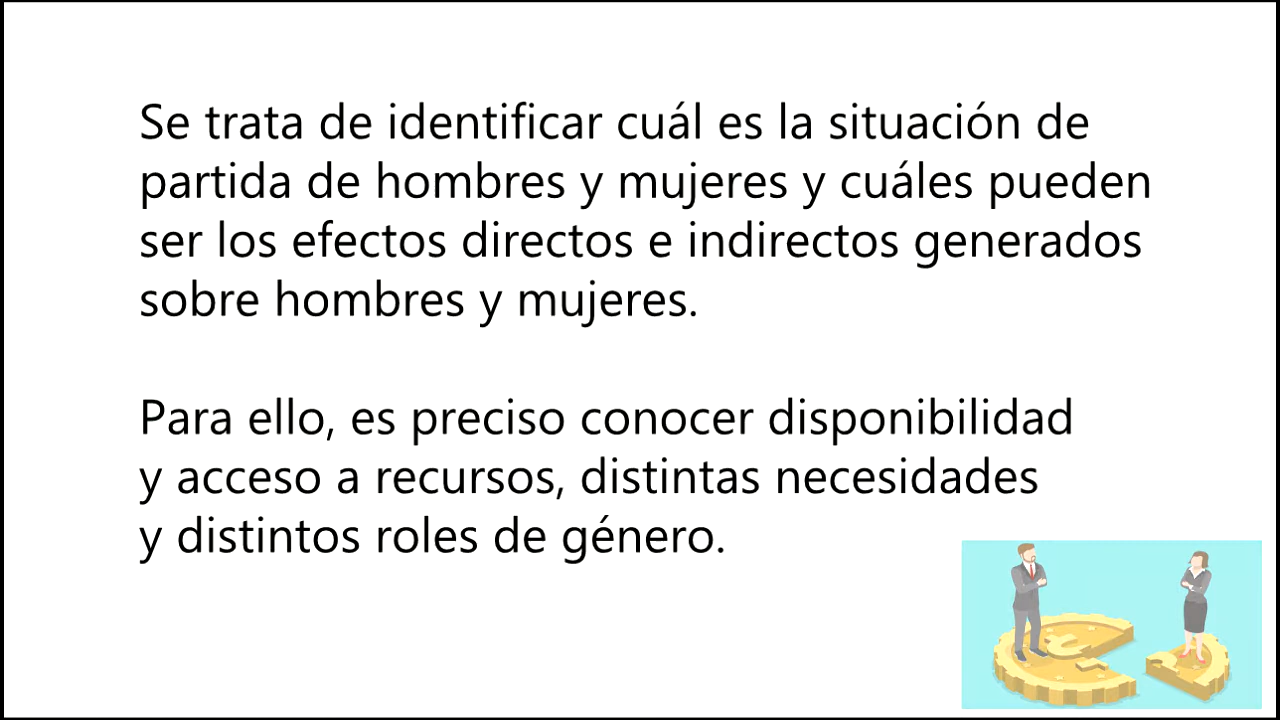 Se trata de identificar cuál es la situación de
partida de hombres y mujeres y cuáles pueden
ser los efectos directos e indirectos generados
sobre hombres y mujeres.
Para ello, es preciso conocer disponibilidad
y acceso a recursos, distintas necesidades
y distintos roles de género.